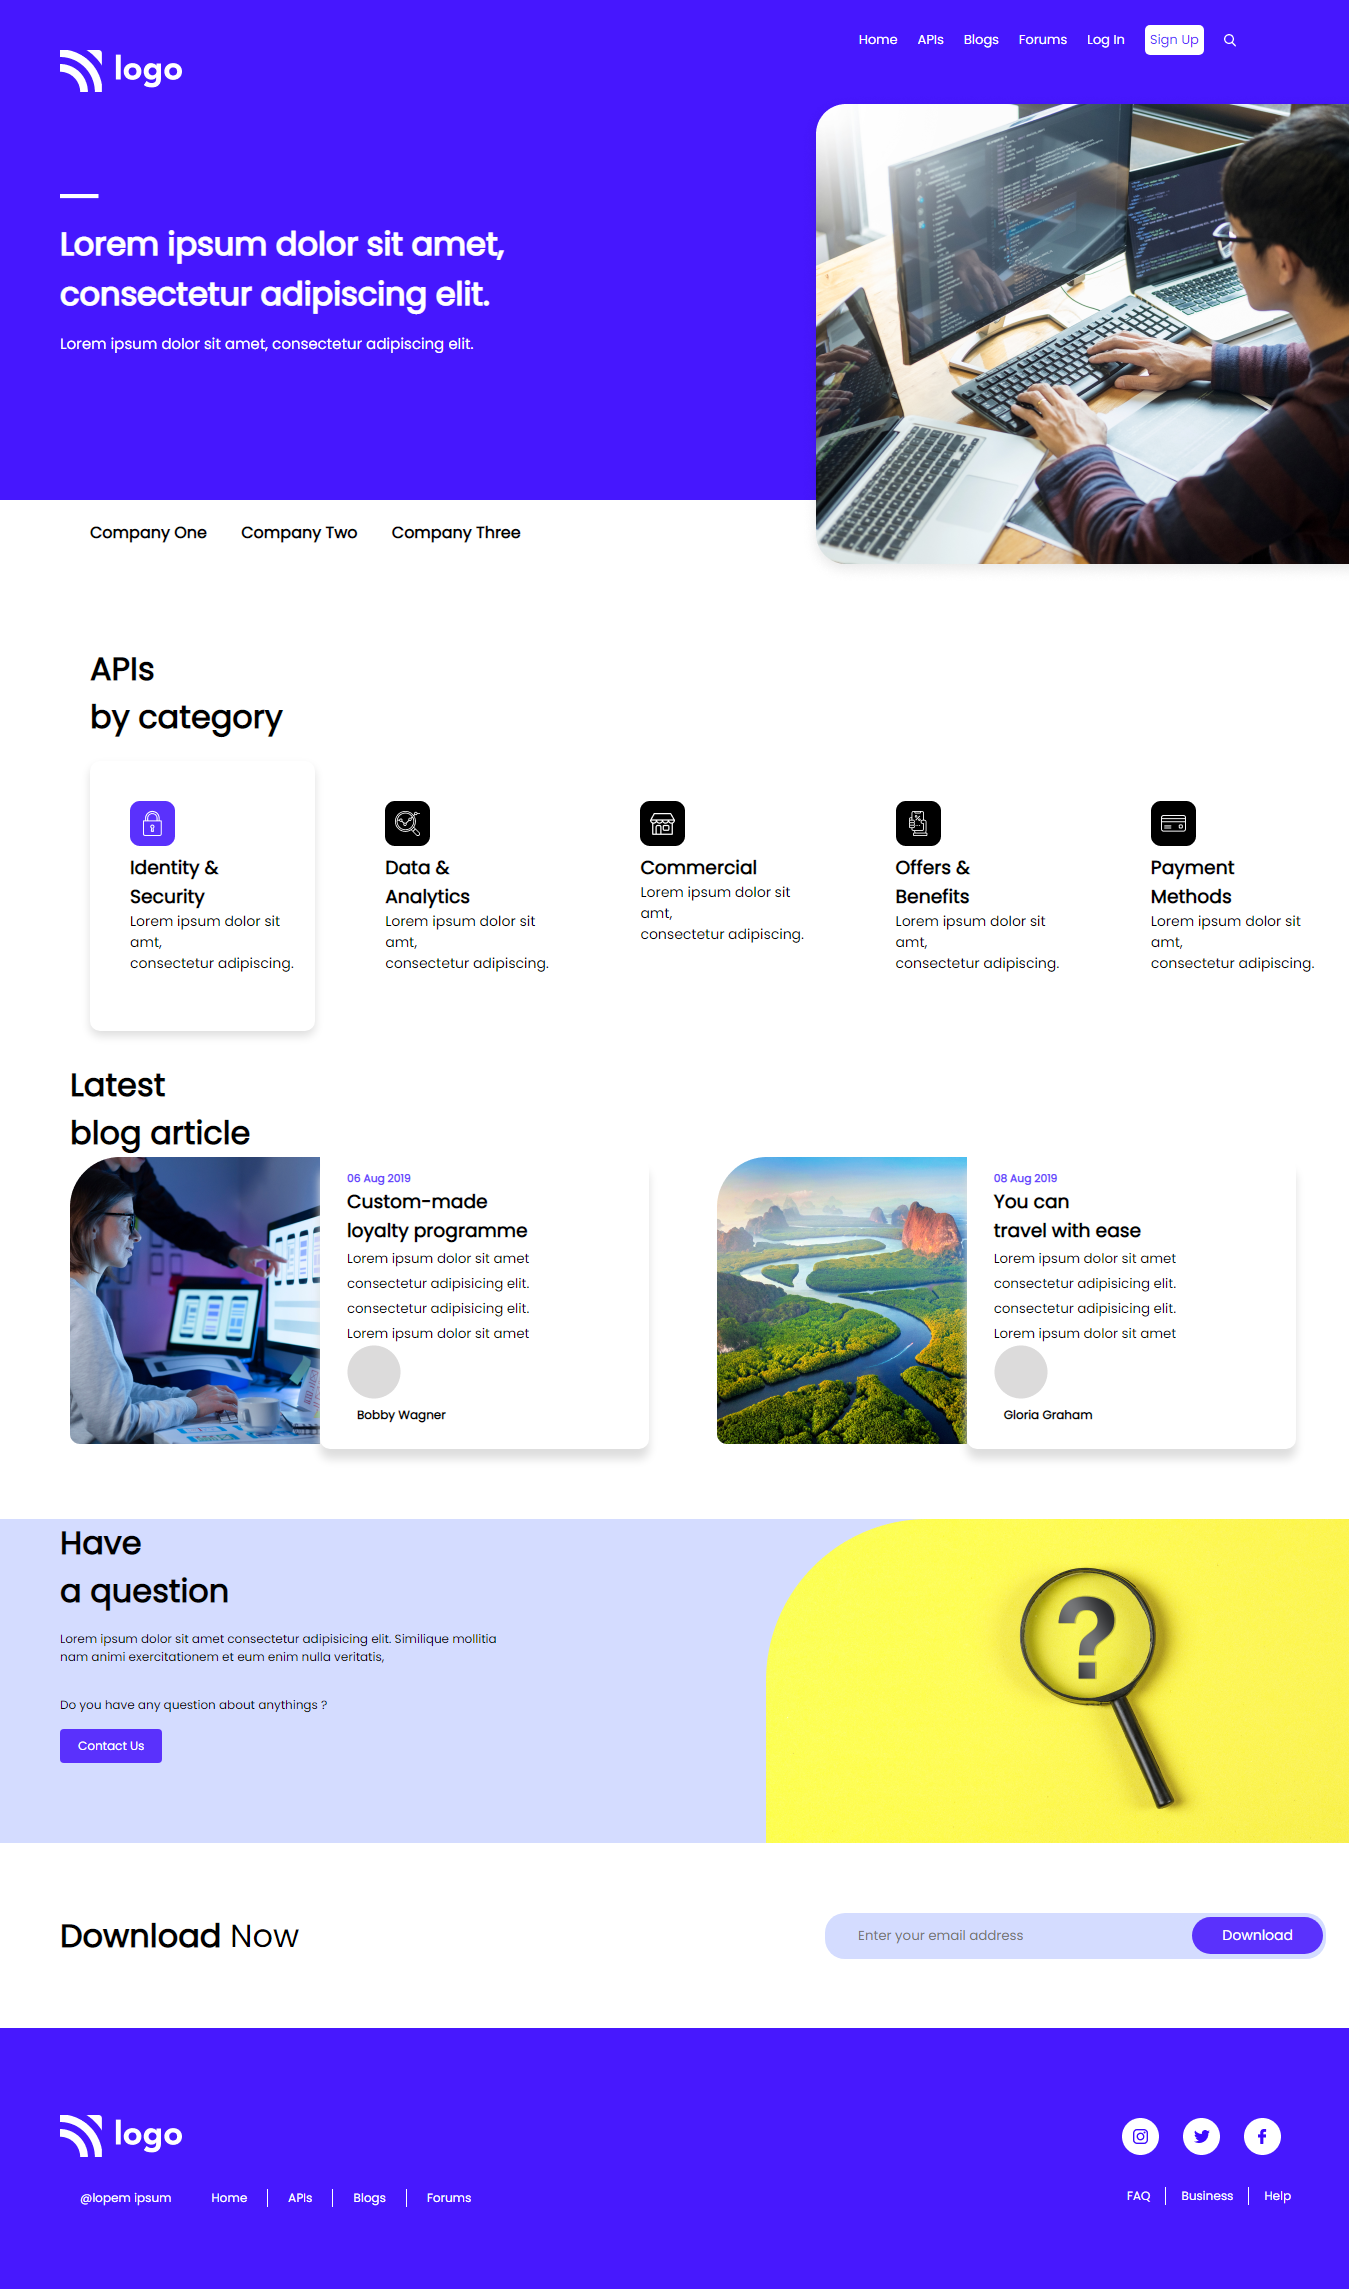 Home APIs Blogs Forums Log In Sign Up
logo
Lorem ipsum dolor sit amet,
consectetur adipiscing elit.
Lorem ipsum dolor sit amet, consectetur adipiscing elit.
Company One Company Two Company Three
APIs
by category
Identity &
Security
Lorem ipsum dolor sit
amt,
consectetur adipiscing.
Data &
Analytics
Lorem ipsum dolor sit
amt,
consectetur adipiscing.
Commercial
Lorem ipsum dolor sit
amt,
consectetur adipiscing.
Offers &
Benefits
Lorem ipsum dolor sit
amt,
consectetur adipiscing.
Payment
Methods
Lorem ipsum dolor sit
amt,
consectetur adipiscing.
Latest
blog article
06 Aug 2019
Custom-made
loyalty programme
Lorem ipsum dolor sit amet
consectetur adipisicing elit.
consectetur adipisicing elit.
Lorem ipsum dolor sit amet
Bobby Wagner
08 Aug 2019
You can
travel with ease
Lorem ipsum dolor sit amet
consectetur adipisicing elit.
consectetur adipisicing elit.
Lorem ipsum dolor sit amet
Gloria Graham
Have
a question
Lorem ipsum dolor sit amet consectetur adipisicing elit. Similique mollitia
nam animi exercitationem et eum enim nulla veritatis,
Do you have any question about anythings ?
Contact Us
?
Download Now
Enter your email address
Download
logo
@lopem ipsum Home APIs Blogs Forums
FAQ Business Help